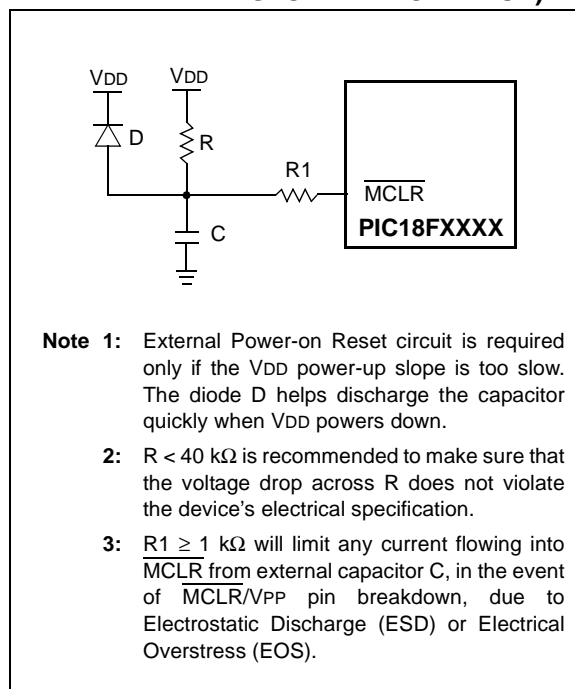 VDD VDD
D
R
R1
MCLR
C
PIC18FXXXX
Note 1: External Power-on Reset circuit is required
only if the VDD power-up slope is too slow.
The diode D helps discharge the capacitor
quickly when VDD powers down.
2: R < 40 kΩ is recommended to make sure that
the voltage drop across R does not violate
the device's electrical specification.
3: R1 ≥ 1 kΩ will limit any current flowing into
MCLR from external capacitor C, in the event
of MCLR/VPP pin breakdown, due to
Electrostatic Discharge (ESD) or Electrical
Overstress (EOS).